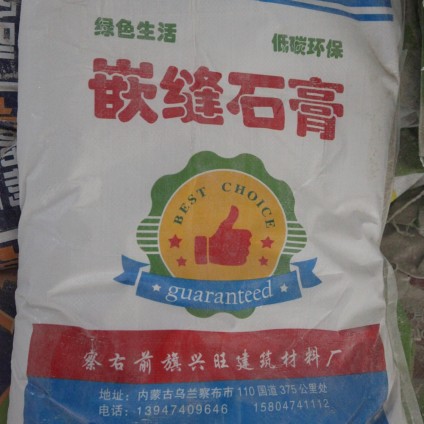 绿色生活
低碳环保
嵌缝石膏
BEST CHOICE
guaranteed
察右前旗兴旺建筑材料厂
地址：内蒙古乌兰察布市110国道375公里处
电话：13947409646 15804741112